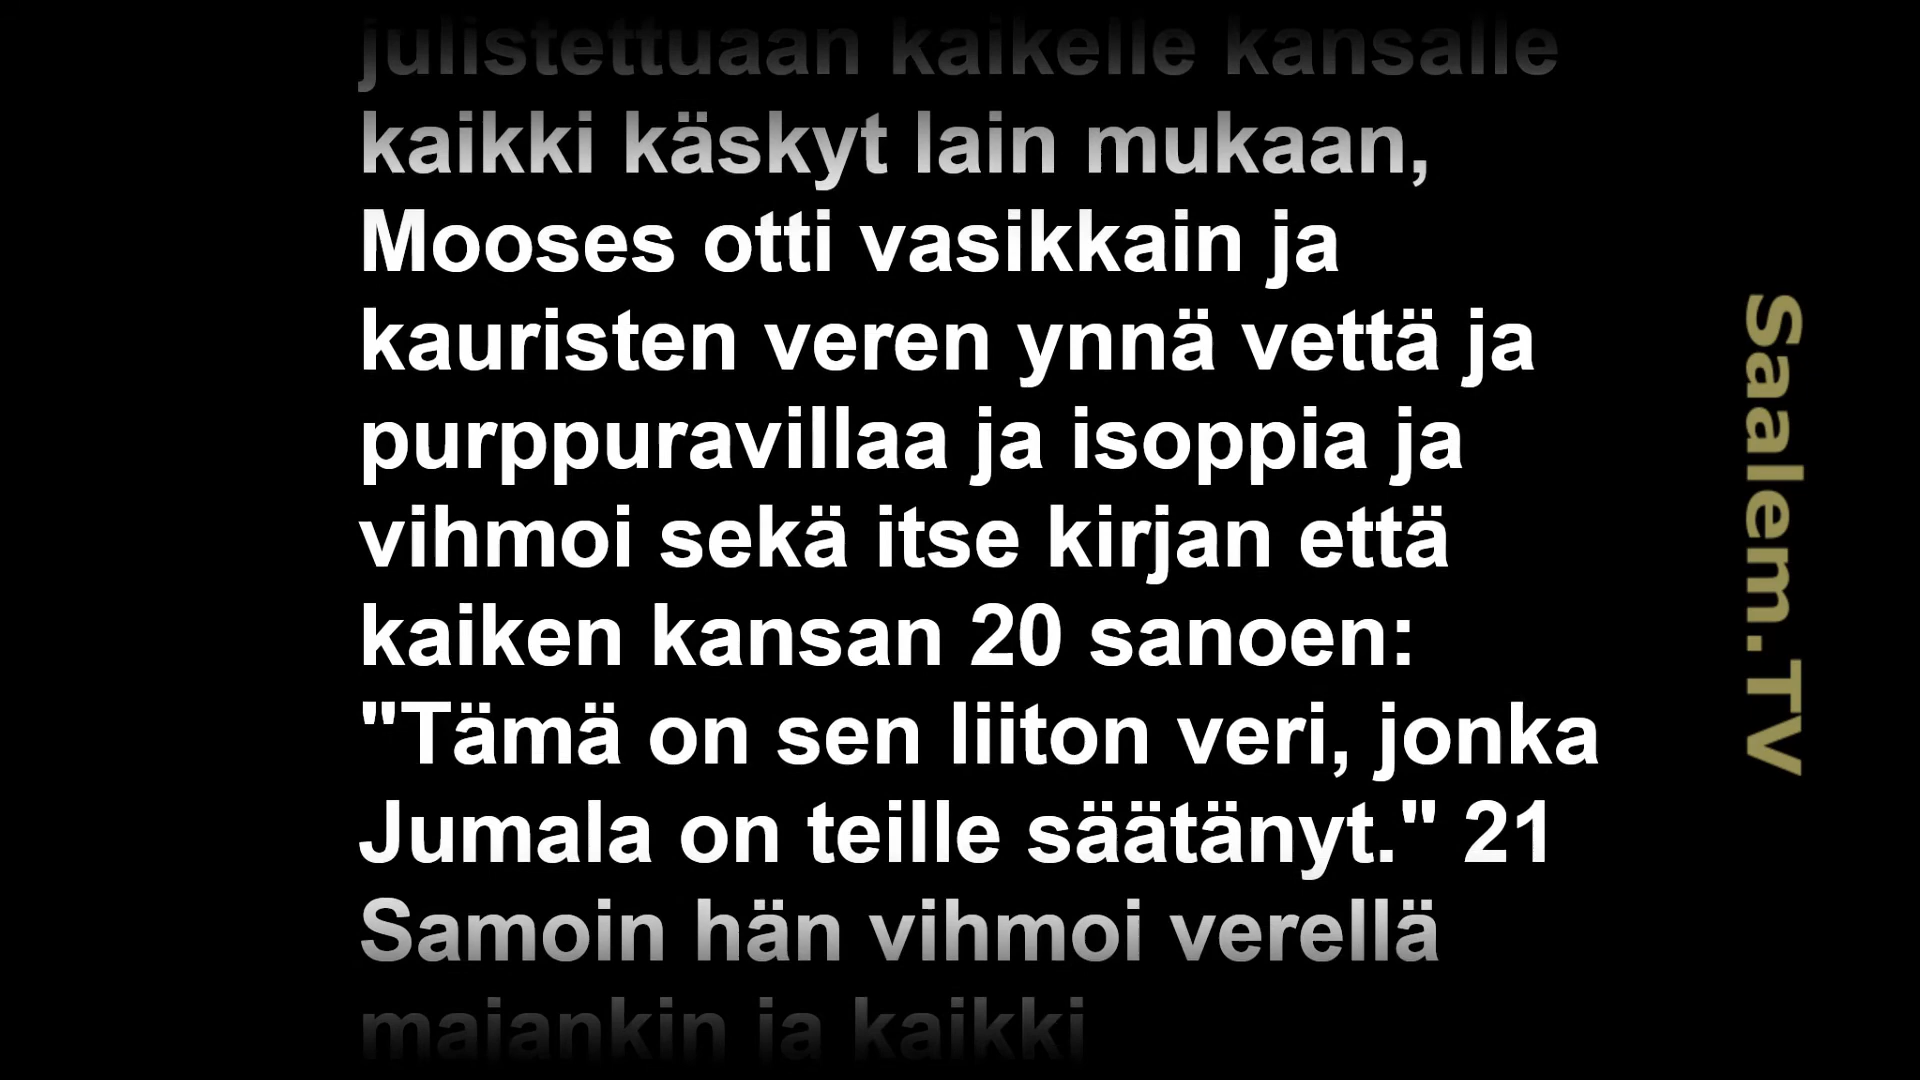 julistettuaan kaikelle kansalle
kaikki käskyt lain mukaan,
Mooses otti vasikkain ja
kauristen veren ynnä vettä ja
purppuravillaa ja isoppia ja
vihmoi sekä itse kirjan että
kaiken kansan 20 sanoen:
"Tämä on sen liiton veri, jonka
Jumala on teille säätänyt." 21
Samoin hän vihmoi verellä
majankin ja kaikki
Saalem.TV